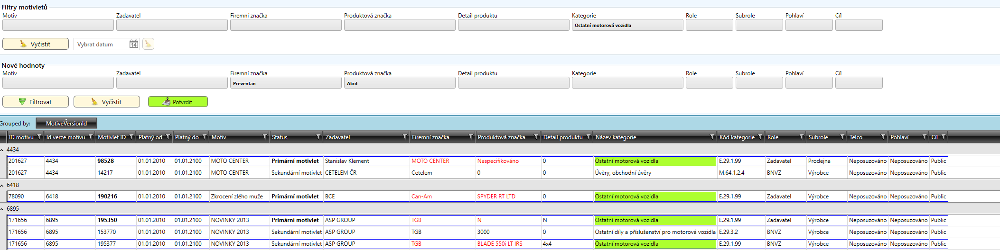 Filtry motivletů
Motiv Zadavatel Firemní značka Produktová značka Detail produktu Kategorie Role Subrole Pohlaví Cíl
Ostatní motorová vozidla
Vyčistit Vybrat datum 14
Nové hodnoty
Motiv Zadavatel Firemní značka Produktová značka Detail produktu Kategorie Role Subrole Pohlaví Cíl
Preventan Akut
Filtrovat Vyčistit Potvrdit
Grouped by: MotiveVersionId
ID motivu Id verze motivu Motivlet ID Platný od Platný do Motiv Status Zadavatel Firemní značka Produktová značka Detail produktu Název kategorie Kód kategorie Role Subrole Telco Pohlaví Cíl
4434
201627 4434 98528 01.01.2010 01.01.2100 MOTO CENTER Primární motivlet Stanislav Klement MOTO CENTER Nespecifikováno 0 Ostatní motorová vozidla E.29.1.99 Zadavatel Prodejna Neposuzováno Neposuzováno Public
201627 4434 14217 01.01.2010 01.01.2100 MOTO CENTER Sekundární motivlet CETELEM ČR Cetelem 0 0 Úvěry, obchodní úvěry M.64.1.2.4 BNVZ Výrobce Neposuzováno Neposuzováno Public
6418
78090 6418 190216 01.01.2010 01.01.2100 Zkrocení zlého muže Primární motivlet BCE Can-Am SPYDER RT LTD 0 Ostatní motorová vozidla E.29.1.99 Zadavatel Výrobce Neposuzováno Neposuzováno Public
6895
171656 6895 195350 01.01.2010 01.01.2100 NOVINKY 2013 Primární motivlet ASP GROUP TGB N N Ostatní motorová vozidla E.29.1.99 Zadavatel Výrobce Neposuzováno Neposuzováno Public
171656 6895 153770 01.01.2010 01.01.2100 NOVINKY 2013 Sekundární motivlet ASP GROUP TGB 3000 0 Ostatní díly a příslušenství pro motorová vozidla E.29.3.2 BNVZ Výrobce Neposuzováno Neposuzováno Public
171656 6895 195377 01.01.2010 01.01.2100 NOVINKY 2013 Sekundární motivlet ASP GROUP TGB BLADE 550i LT IRS 4x4 Ostatní motorová vozidla E.29.1.99 BNVZ Výrobce Neposuzováno Neposuzováno Public